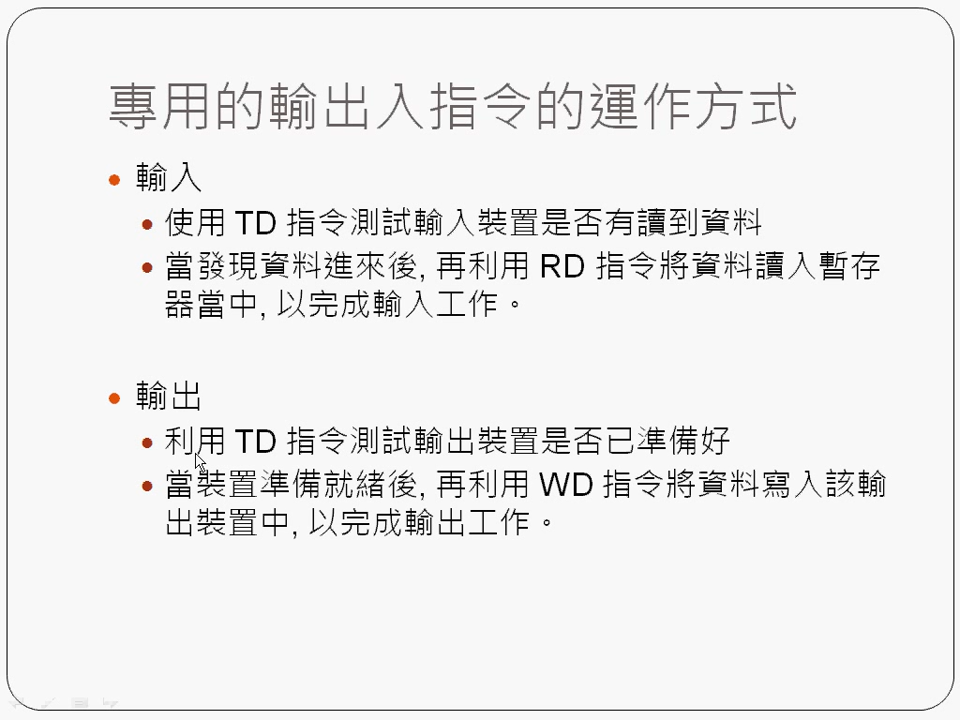 專用的輸出入指令的運作方式
輸入
使用 TD 指令測試輸入裝置是否有讀到資料
當發現資料進來後, 再利用 RD 指令將資料讀入暫存
器當中, 以完成輸入工作。
輸出
利用 TD 指令測試輸出裝置是否已準備好
當裝置準備就緒後, 再利用 WD 指令將資料寫入該輸
出裝置中, 以完成輸出工作。